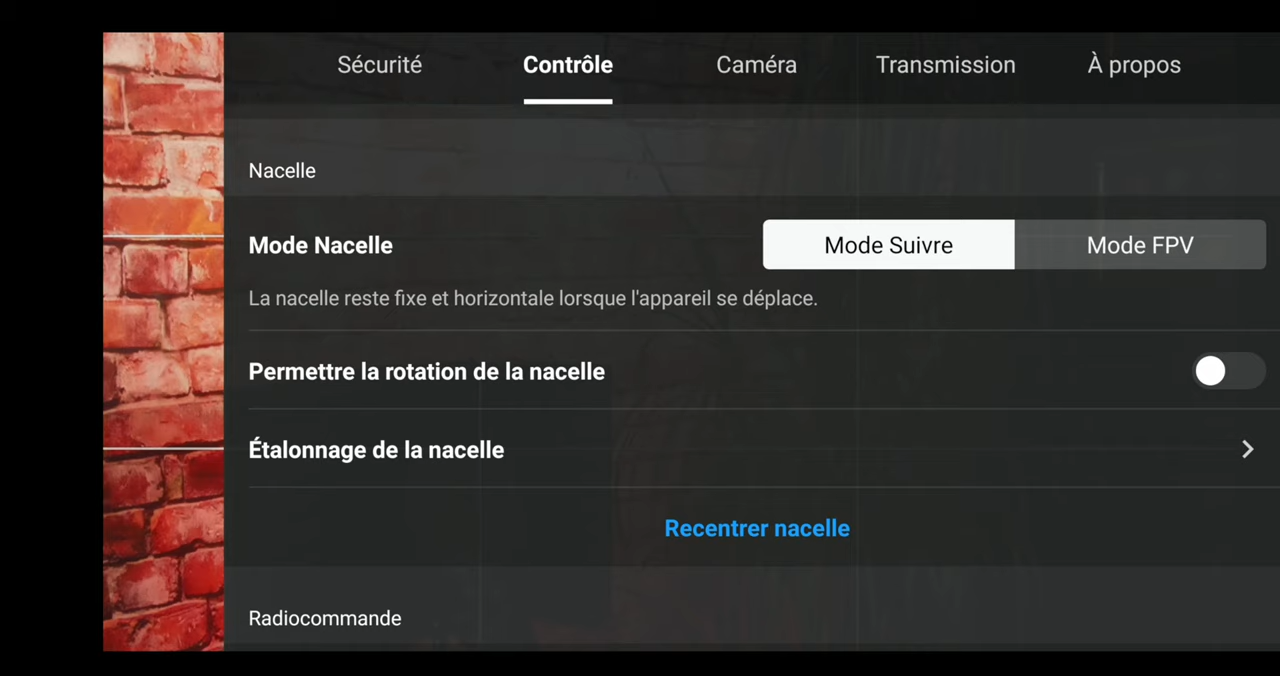 Sécurité Contrôle Caméra Transmission À propos
Nacelle
Mode Nacelle Mode Suivre Mode FPV
La nacelle reste fixe et horizontale lorsque l'appareil se déplace.
Permettre la rotation de la nacelle
Étalonnage de la nacelle
Recentrer nacelle
Radiocommande